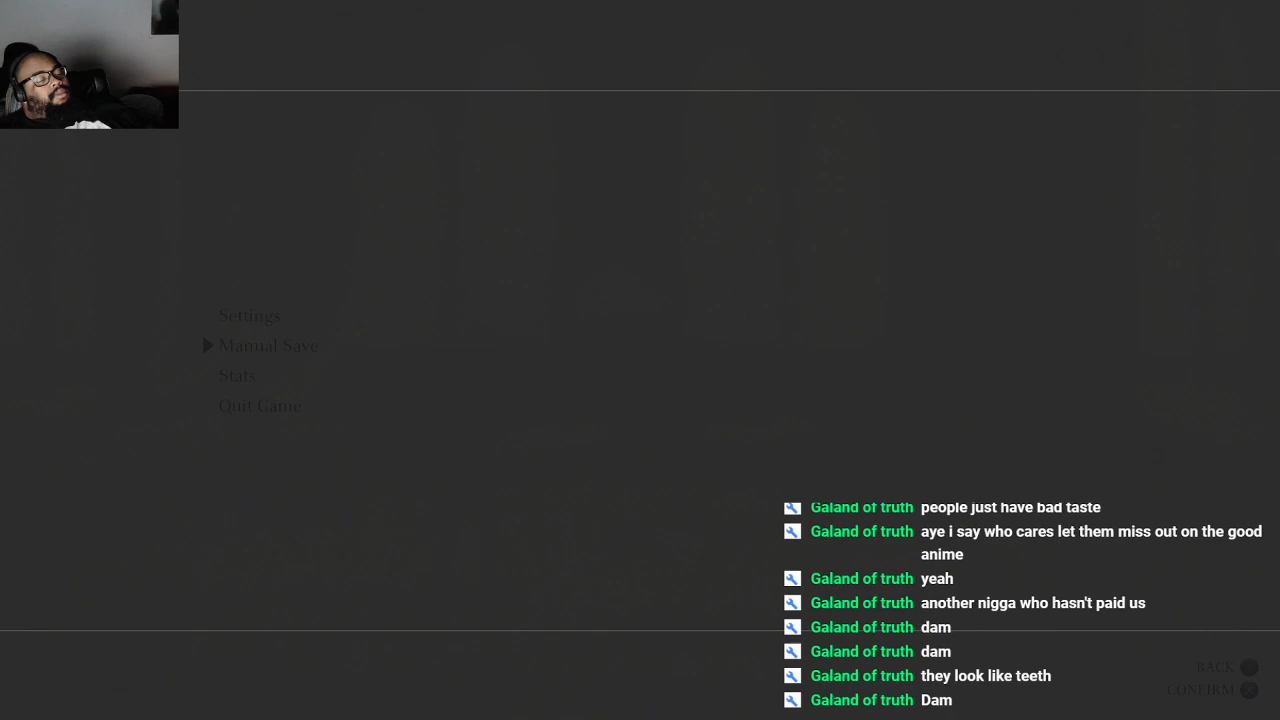 Settings
Manual Save
Stats
Quit Game
Galand of truth people just have bad taste
Galand of truth aye i say who cares let them miss out on the good
anime
Galand of truth yeah
Galand of truth another nigga who hasn't paid us
Galand of truth dam
Galand of truth dam
Galand of truth they look like teeth
Galand of truth Dam
BACK
CONFIRM